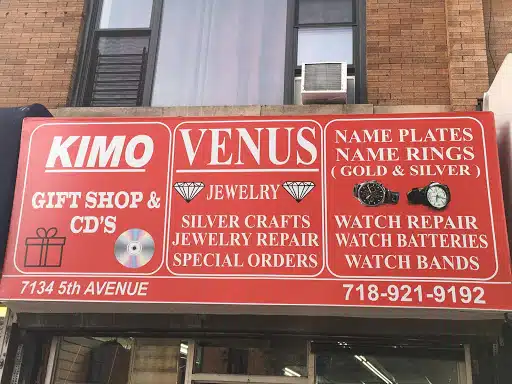 KIMO
GIFT SHOP &
CD'S
VENUS
JEWELRY
SILVER CRAFTS
JEWELRY REPAIR
SPECIAL ORDERS
NAME PLATES
NAME RINGS
( GOLD & SILVER )
WATCH REPAIR
WATCH BATTERIES
WATCH BANDS
7134 5th AVENUE
718-921-9192